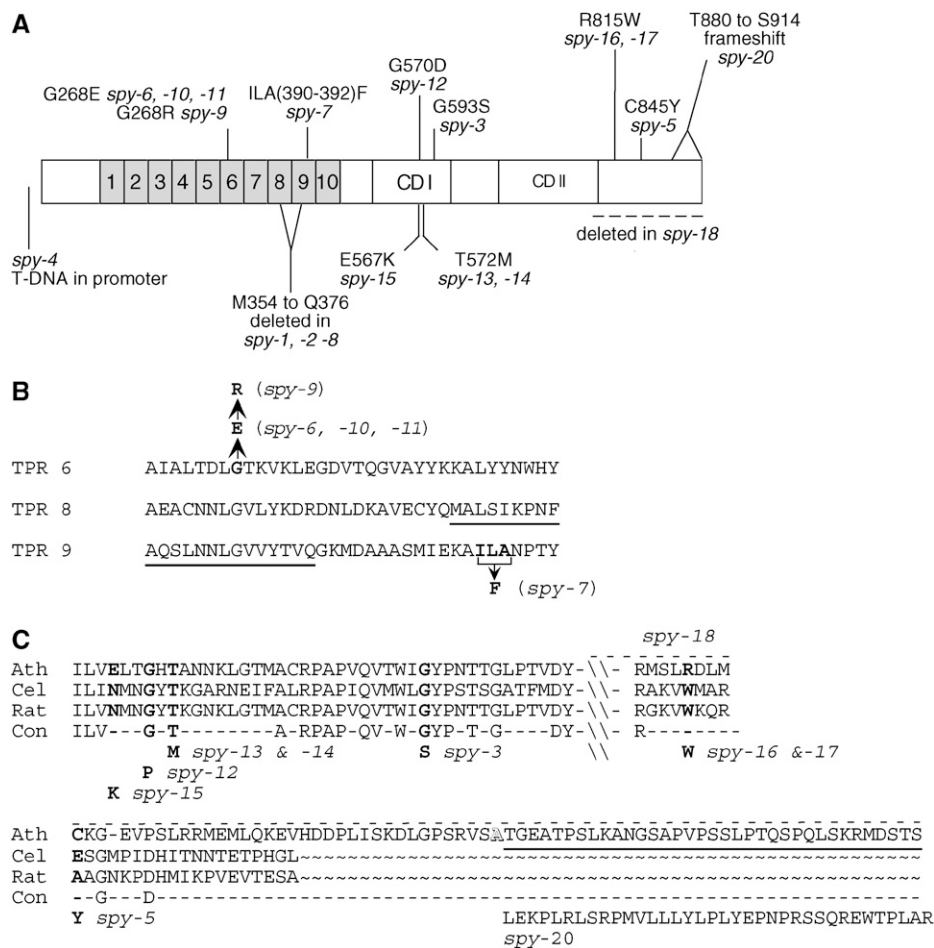 A
R815W
spy-16, -17
T880 to S914
frameshift
spy-20
G570D
spy-12
G268E spy-6, -10, -11
G268R spy-9
ILA(390-392)F
spy-7
G593S
spy-3
C845Y
spy-5
1 2 3 4 5 6 7 8 9 10 CD I CD II
spy-4
T-DNA in promoter
E567K
spy-15
T572M
spy-13, -14
deleted in spy-18
M354 to Q376
deleted in
spy-1, -2 -8
B
R (spy-9)
E (spy-6, -10, -11)
TPR 6 AIALTDLGTKVKLEGDVTQGVAYYKKALYYNWHY
TPR 8 AEACNNLGVLYKDRDNLDKAVECYQMALSIKPNF
TPR 9 AQSLNNLGVVYTVQGKMDAAASMIEKAILANPTY
F (spy-7)
C
spy-18
Ath ILVELTGHTANNKLGTMACRPAPVQVTWIGYPNTTGLPTVDY-\\- RMSLRDLM
Cel ILINMNGYTKGARNEIFALRPAPIQVMWLGYPSTSGATFMDY-\\- RAKVWMAR
Rat ILVNMNGYTKGNKLGTMACRPAPVQVTWIGYPNTTGLPTVDY-\\- RGKVWKQR
Con ILV---G-T--------A-RPAP-QV-W-GYP-T-G----DY-\\- R-------
M spy-13 & -14 S spy-3 \\ W spy-16 &-17
P spy-12
K spy-15
Ath CKG-EVPSLRRMEMLQKEVHDDPLISKDLGPSRVSATGEATPSLKANGSAPVPSSLPTQSPQLSKRMDSTS
Cel ESGMPIDHITNNTETPHGL~~~~~~~~~~~~~~~~~~~~~~~~~~~~~~~~~~~~~~~~~~~~~~~~~~~~
Rat AAGNKPDHMIKPVEVTESA~~~~~~~~~~~~~~~~~~~~~~~~~~~~~~~~~~~~~~~~~~~~~~~~~~~~
Con --G---D----------------------------------------------------------------
Y spy-5 LEKPLRLSRPMVLLLYLPLYEPNPRSSQREWTPLAR
spy-20